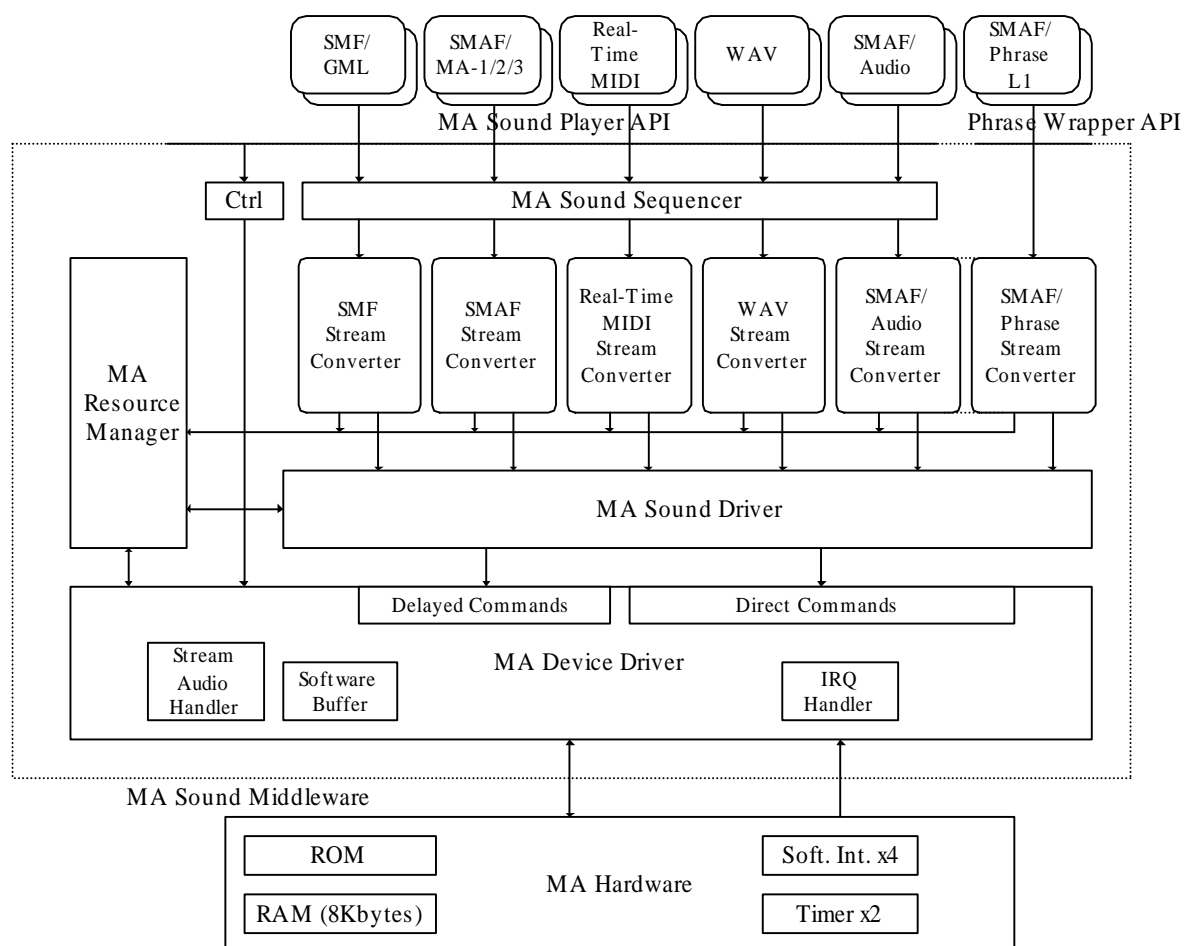 SMF/
GML
SMAF/
MA-1/2/3
Real-
Time
MIDI
WAV
SMAF/
Audio
SMAF/
Phrase
L1
MA Sound Player API
Phrase Wrapper API
Ctrl
MA Sound Sequencer
MA
Resource
Manager
SMF
Stream
Converter
SMAF
Stream
Converter
Real-Time
MIDI
Stream
Converter
WAV
Stream
Converter
SMAF/
Audio
Stream
Converter
SMAF/
Phrase
Stream
Converter
MA Sound Driver
Delayed Commands
Direct Commands
MA Device Driver
Stream
Audio
Handler
Software
Buffer
IRQ
Handler
MA Sound Middleware
ROM
Soft. Int. x4
MA Hardware
RAM (8Kbytes)
Timer x2